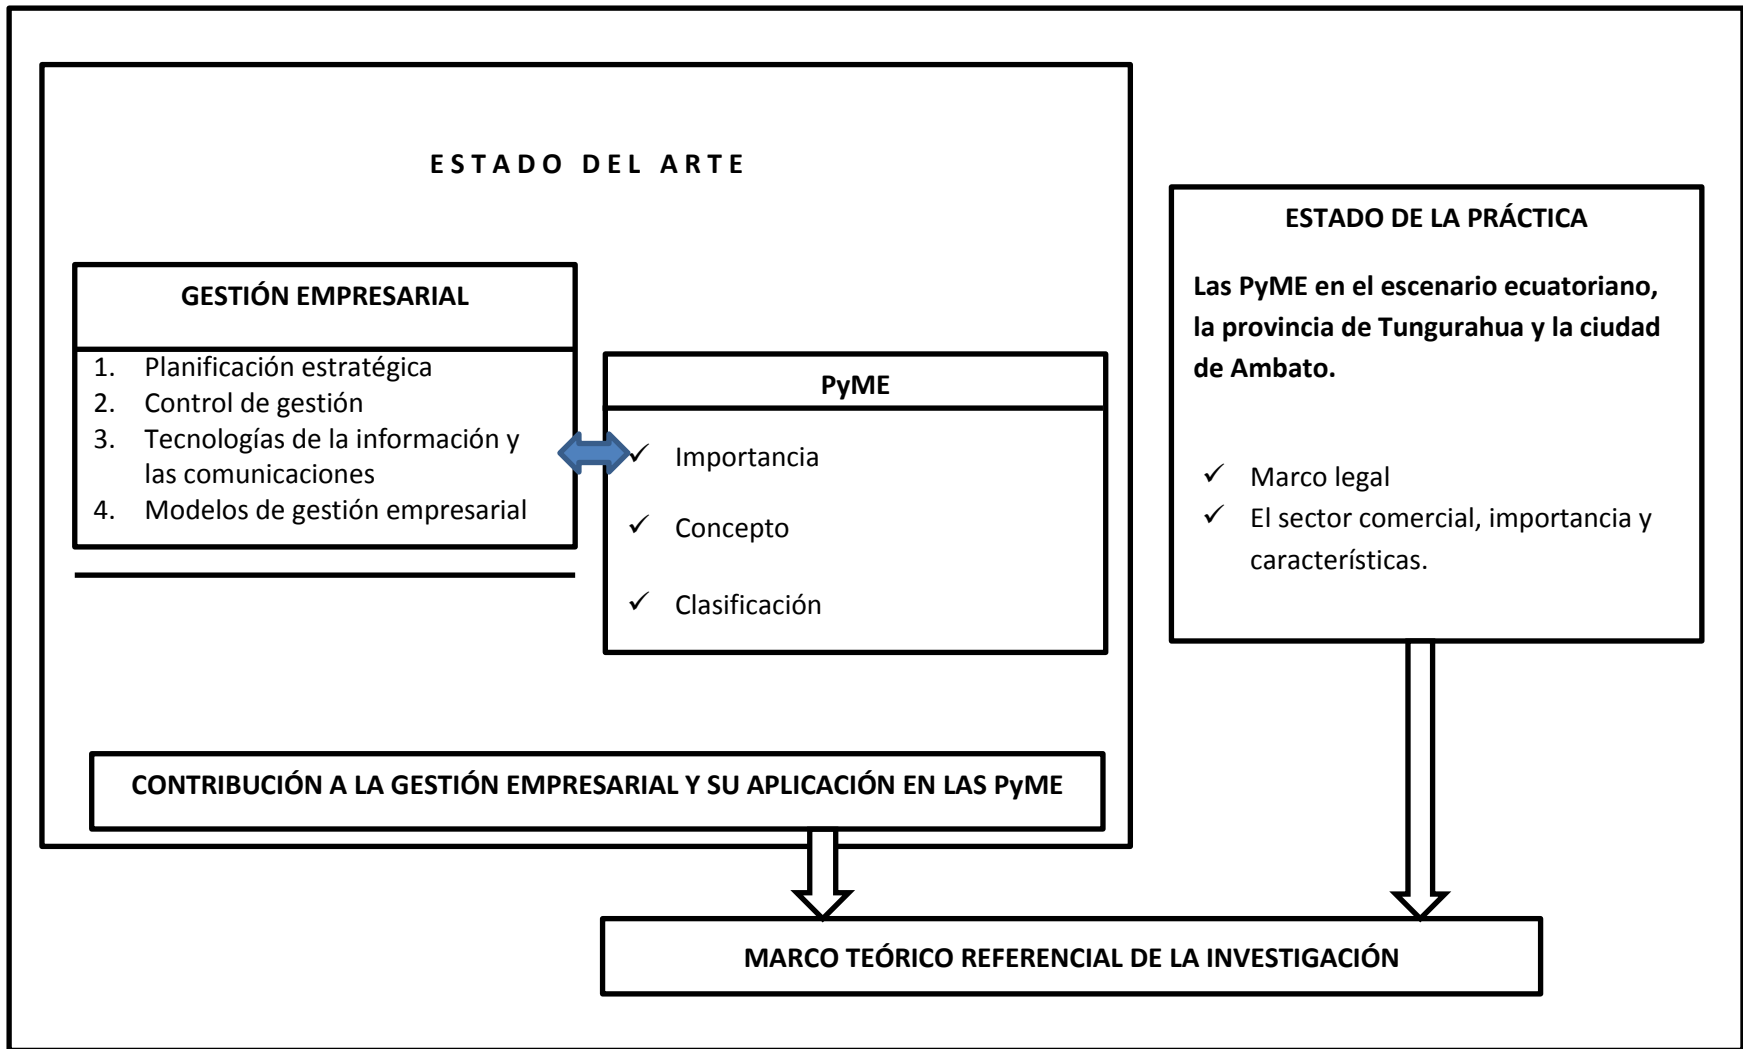 ESTADO DEL ARTE
GESTIÓN EMPRESARIAL
1. Planificación estratégica
2. Control de gestión
3. Tecnologías de la información y
las comunicaciones
4. Modelos de gestión empresarial
PyME
✓ Importancia
✓ Concepto
✓ Clasificación
CONTRIBUCIÓN A LA GESTIÓN EMPRESARIAL Y SU APLICACIÓN EN LAS PyME
ESTADO DE LA PRÁCTICA
Las PyME en el escenario ecuatoriano,
la provincia de Tungurahua y la ciudad
de Ambato.
✓ Marco legal
✓ El sector comercial, importancia y
características.
MARCO TEÓRICO REFERENCIAL DE LA INVESTIGACIÓN